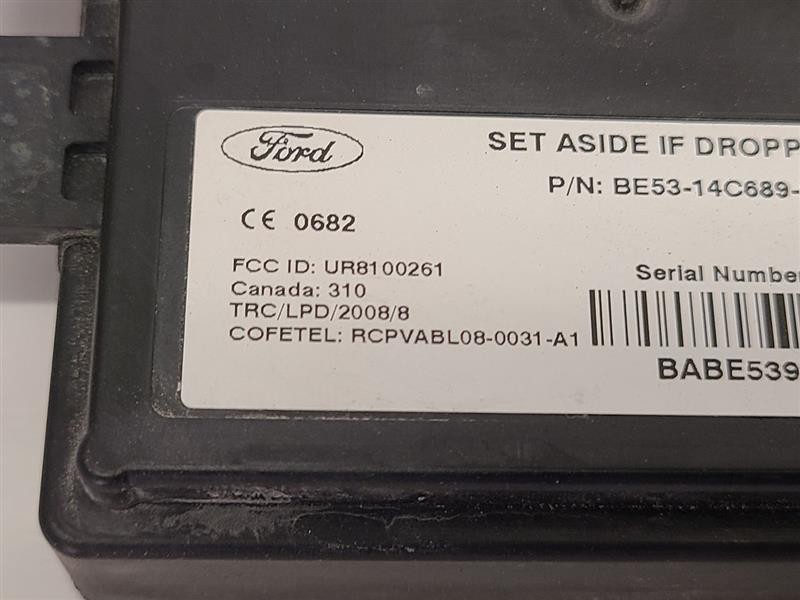 Ford
SET ASIDE IF DROPP
P/N: BE53-14C689-
CE 0682
FCC ID: UR8100261
Canada: 310
TRC/LPD/2008/8
COFETEL: RCPVABL08-0031-A1
Serial Number
BABE539